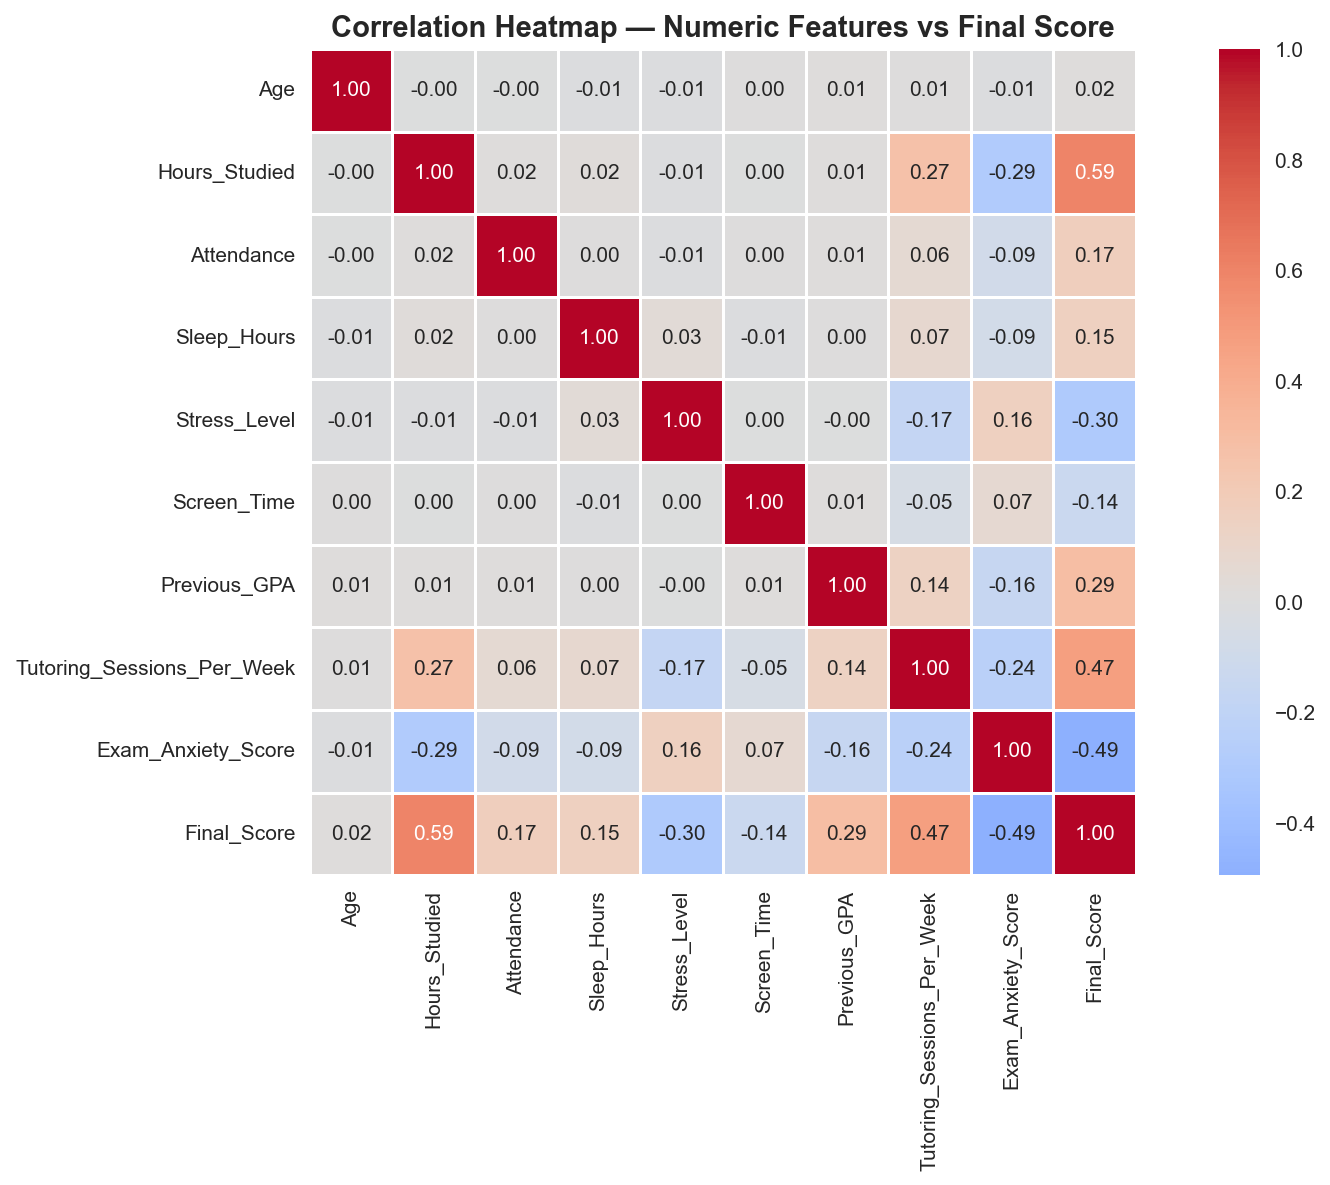 Correlation Heatmap — Numeric Features vs Final Score
Age 1.00 -0.00 -0.00 -0.01 -0.01 0.00 0.01 0.01 -0.01 0.02
Hours_Studied -0.00 1.00 0.02 0.02 -0.01 0.00 0.01 0.27 -0.29 0.59
Attendance -0.00 0.02 1.00 0.00 -0.01 0.00 0.01 0.06 -0.09 0.17
Sleep_Hours -0.01 0.02 0.00 1.00 0.03 -0.01 0.00 0.07 -0.09 0.15
Stress_Level -0.01 -0.01 -0.01 0.03 1.00 0.00 -0.00 -0.17 0.16 -0.30
Screen_Time 0.00 0.00 0.00 -0.01 0.00 1.00 0.01 -0.05 0.07 -0.14
Previous_GPA 0.01 0.01 0.01 0.00 -0.00 0.01 1.00 0.14 -0.16 0.29
Tutoring_Sessions_Per_Week 0.01 0.27 0.06 0.07 -0.17 -0.05 0.14 1.00 -0.24 0.47
Exam_Anxiety_Score -0.01 -0.29 -0.09 -0.09 0.16 0.07 -0.16 -0.24 1.00 -0.49
Final_Score 0.02 0.59 0.17 0.15 -0.30 -0.14 0.29 0.47 -0.49 1.00
Age
Hours_Studied
Attendance
Sleep_Hours
Stress_Level
Screen_Time
Previous_GPA
Tutoring_Sessions_Per_Week
Exam_Anxiety_Score
Final_Score
1.0
0.8
0.6
0.4
0.2
0.0
−0.2
−0.4